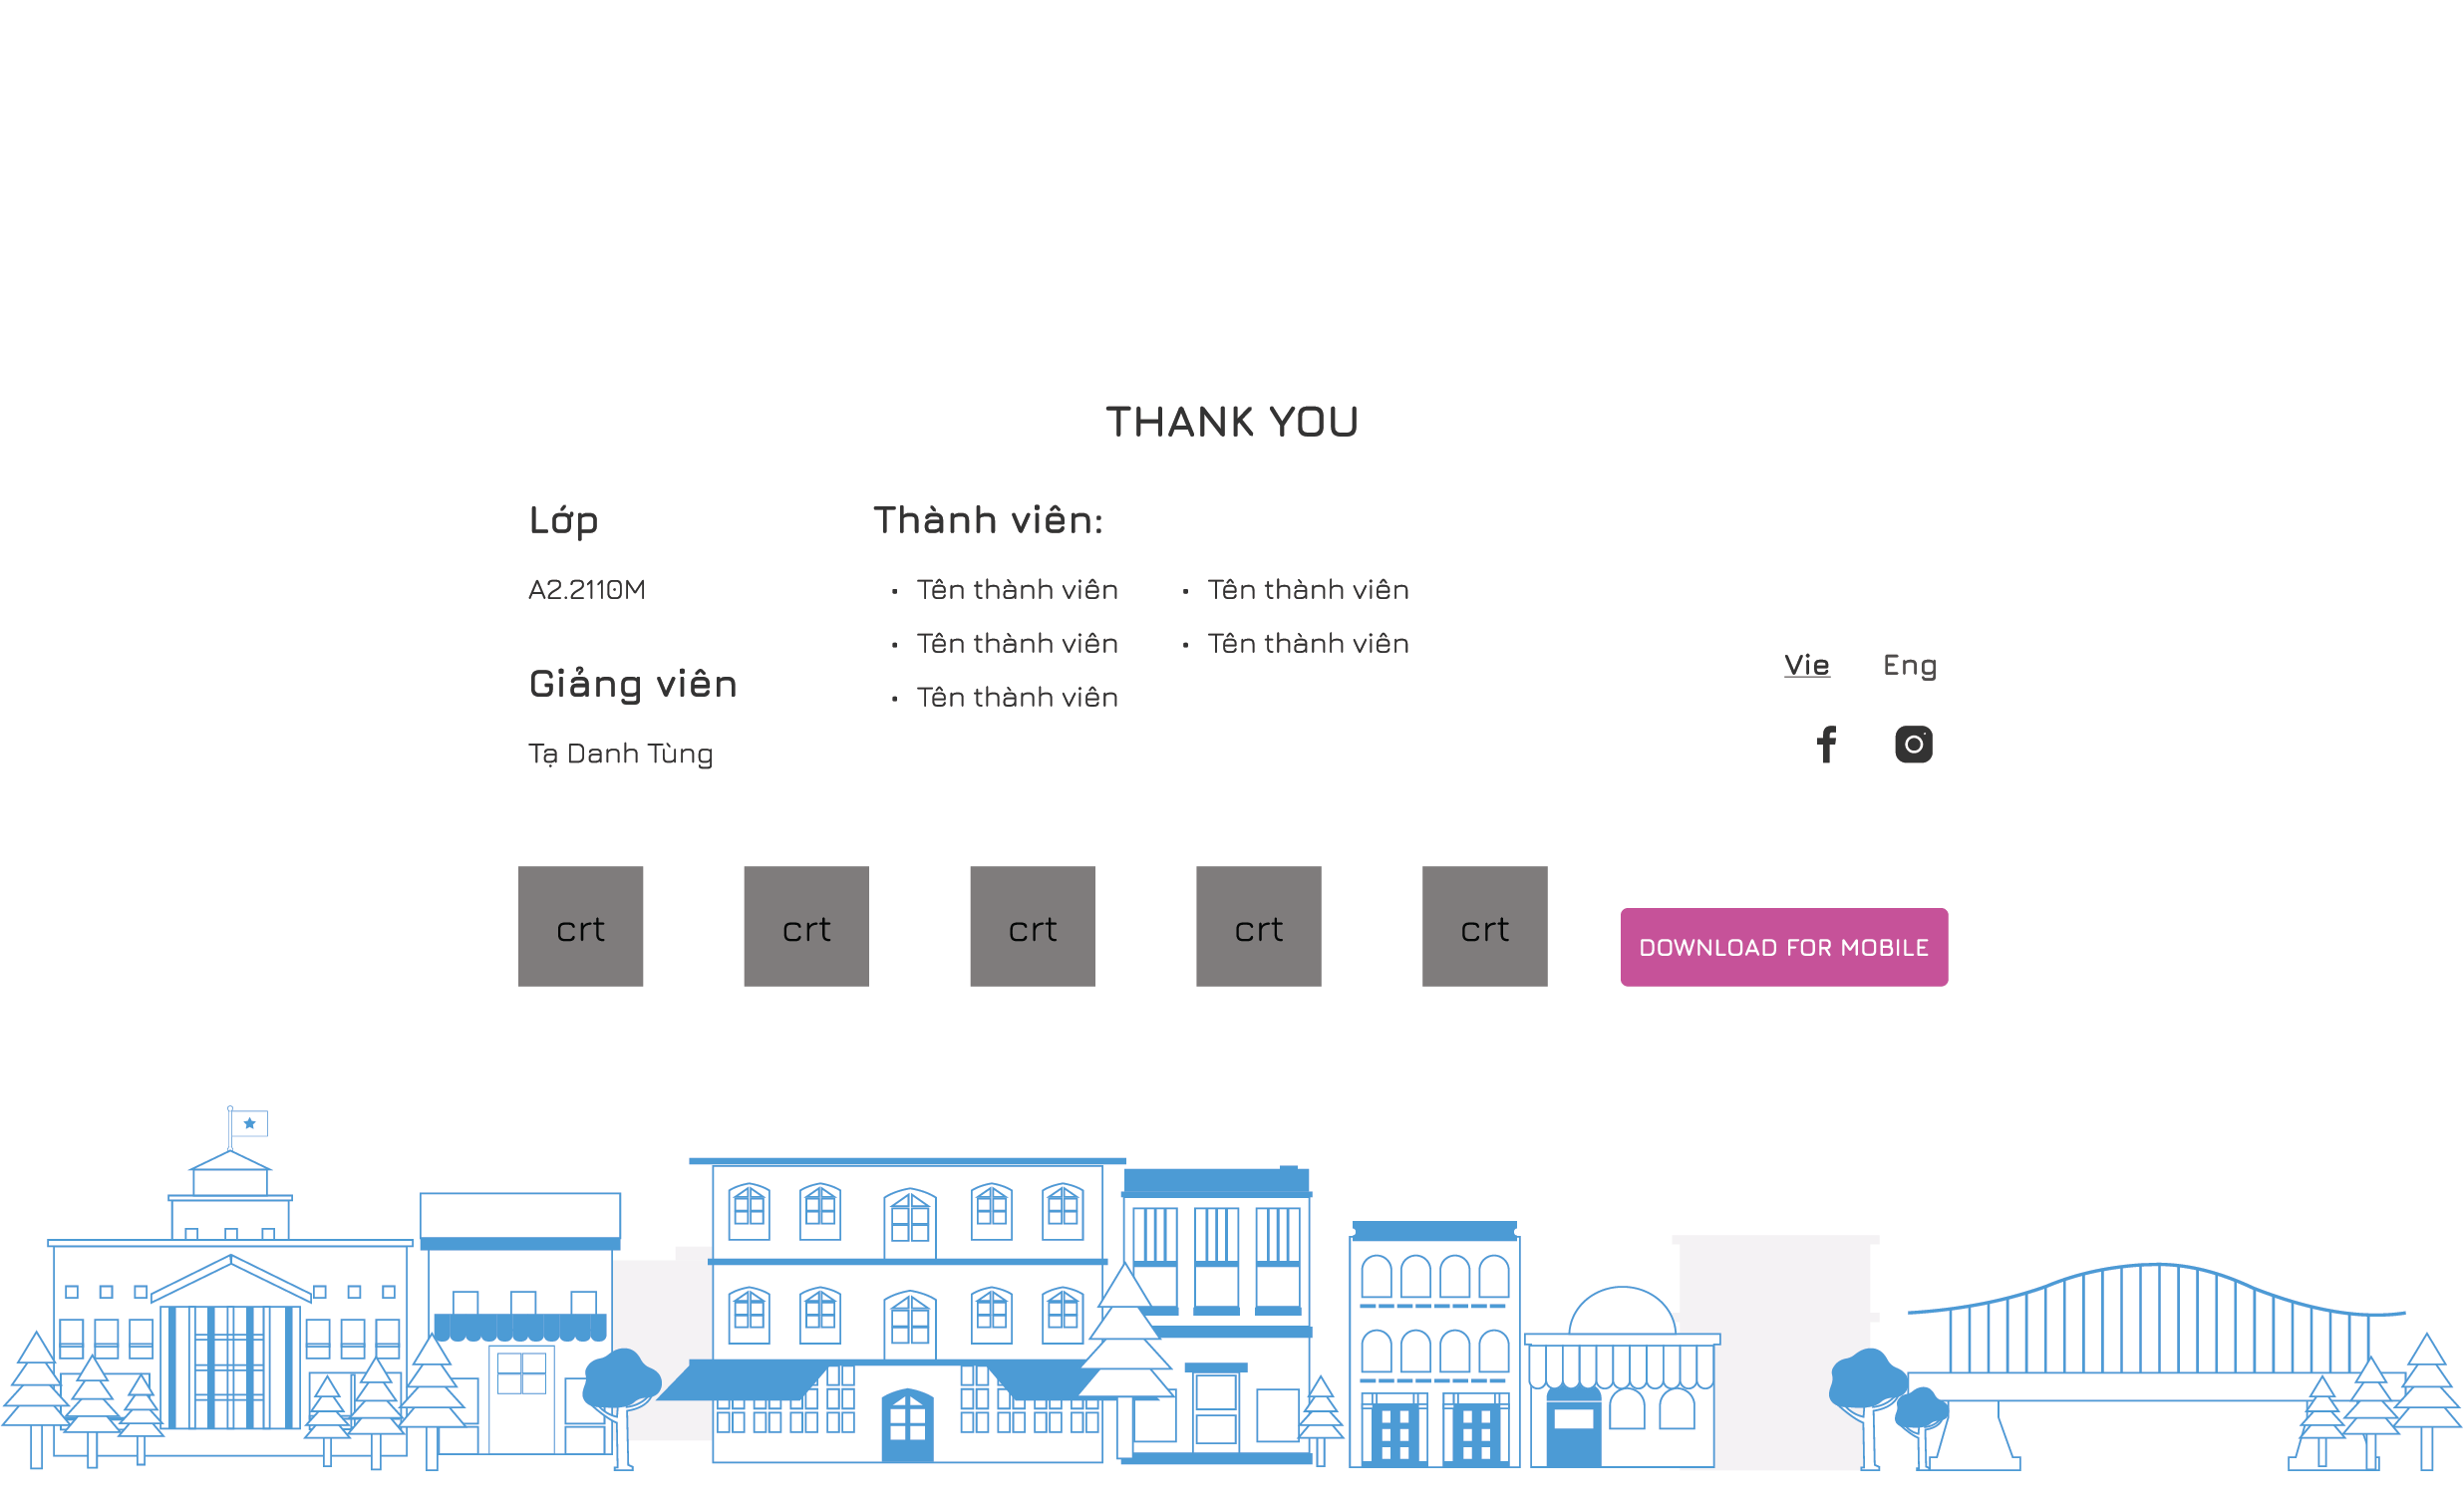 THANK YOU
Lớp
A2.2110M
Giảng viên
Tạ Danh Tùng
Thành viên:
• Tên thành viên
• Tên thành viên
• Tên thành viên
• Tên thành viên
• Tên thành viên
Vie Eng
crt crt crt crt crt
DOWNLOAD FOR MOBILE